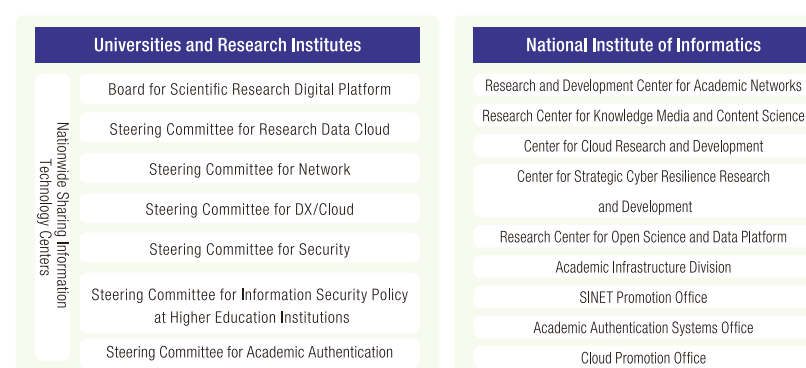 Universities and Research Institutes
Nationwide Sharing Information
Technology Centers
Board for Scientific Research Digital Platform
Steering Committee for Research Data Cloud
Steering Committee for Network
Steering Committee for DX/Cloud
Steering Committee for Security
Steering Committee for Information Security Policy
at Higher Education Institutions
Steering Committee for Academic Authentication
National Institute of Informatics
Research and Development Center for Academic Networks
Research Center for Knowledge Media and Content Science
Center for Cloud Research and Development
Center for Strategic Cyber Resilience Research
and Development
Research Center for Open Science and Data Platform
Academic Infrastructure Division
SINET Promotion Office
Academic Authentication Systems Office
Cloud Promotion Office